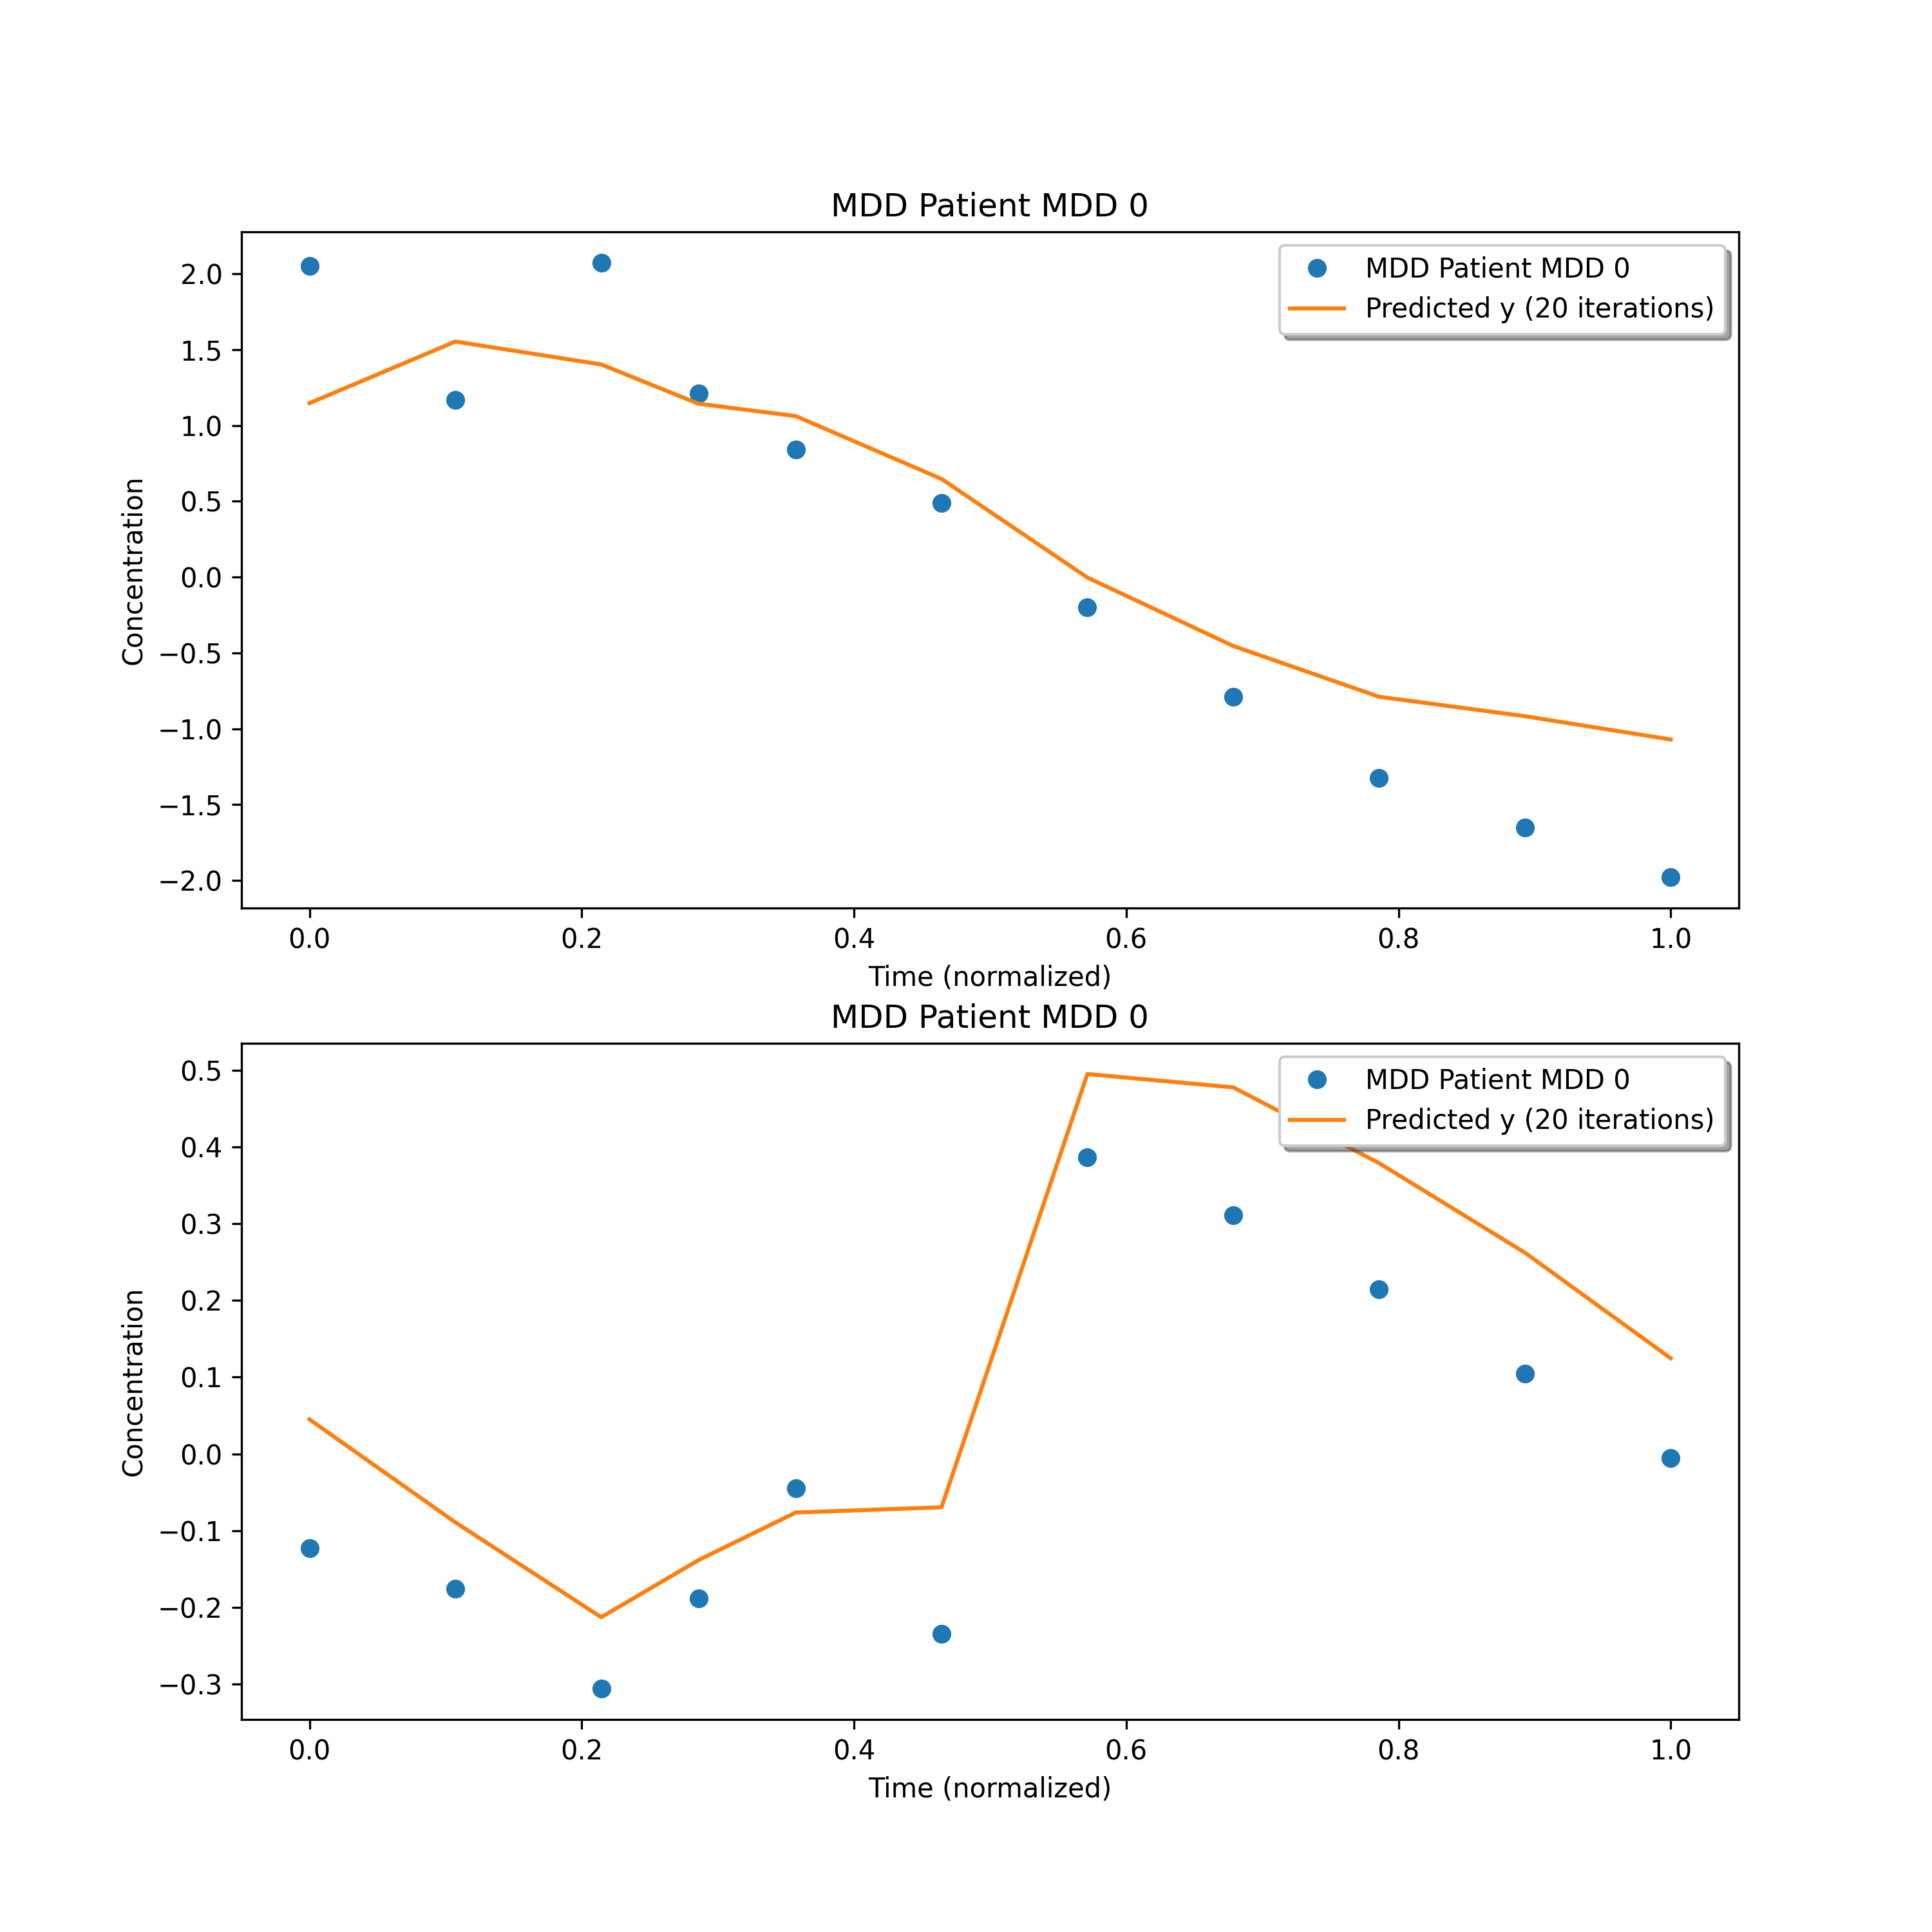 MDD Patient MDD 0
MDD Patient MDD 0
Predicted y (20 iterations)
2.0
1.5
1.0
0.5
0.0
−0.5
−1.0
−1.5
−2.0
Concentration
0.0 0.2 0.4 0.6 0.8 1.0
Time (normalized)
MDD Patient MDD 0
MDD Patient MDD 0
Predicted y (20 iterations)
0.5
0.4
0.3
0.2
0.1
0.0
−0.1
−0.2
−0.3
Concentration
0.0 0.2 0.4 0.6 0.8 1.0
Time (normalized)